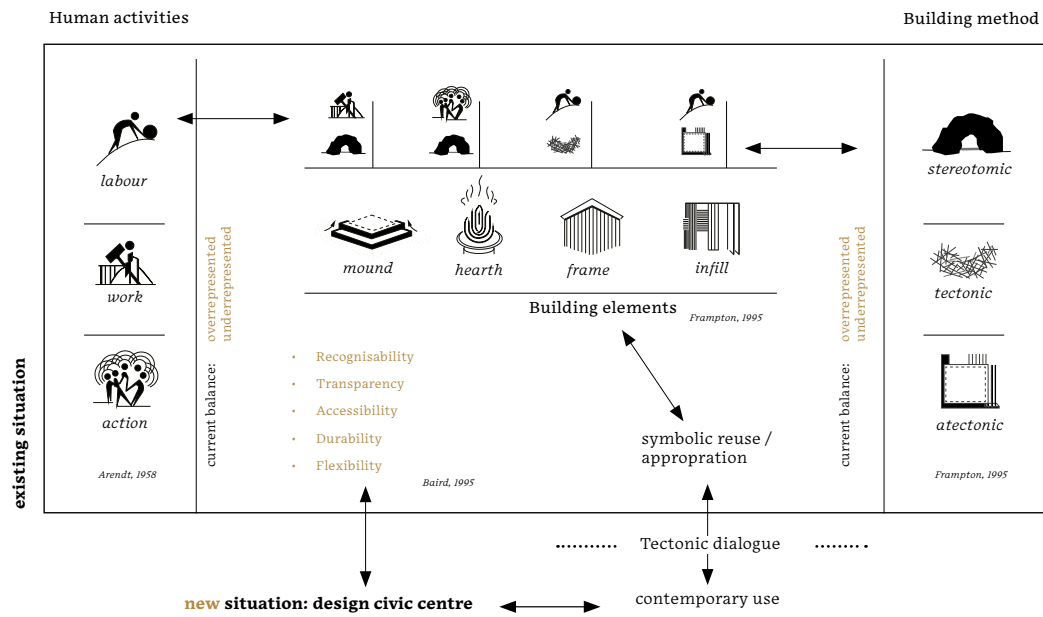 Human activities
Building method
labour
work
action
Arendt, 1958
existing situation
current balance:
overrepresented
underrepresented
mound
hearth
frame
infill
Building elements
Frampton, 1995
• Recognisability
• Transparency
• Accessibility
• Durability
• Flexibility
Baird, 1995
symbolic reuse /
appropration
current balance:
overrepresented
underrepresented
stereotomic
tectonic
atectonic
Frampton, 1995
Tectonic dialogue
new situation: design civic centre
contemporary use